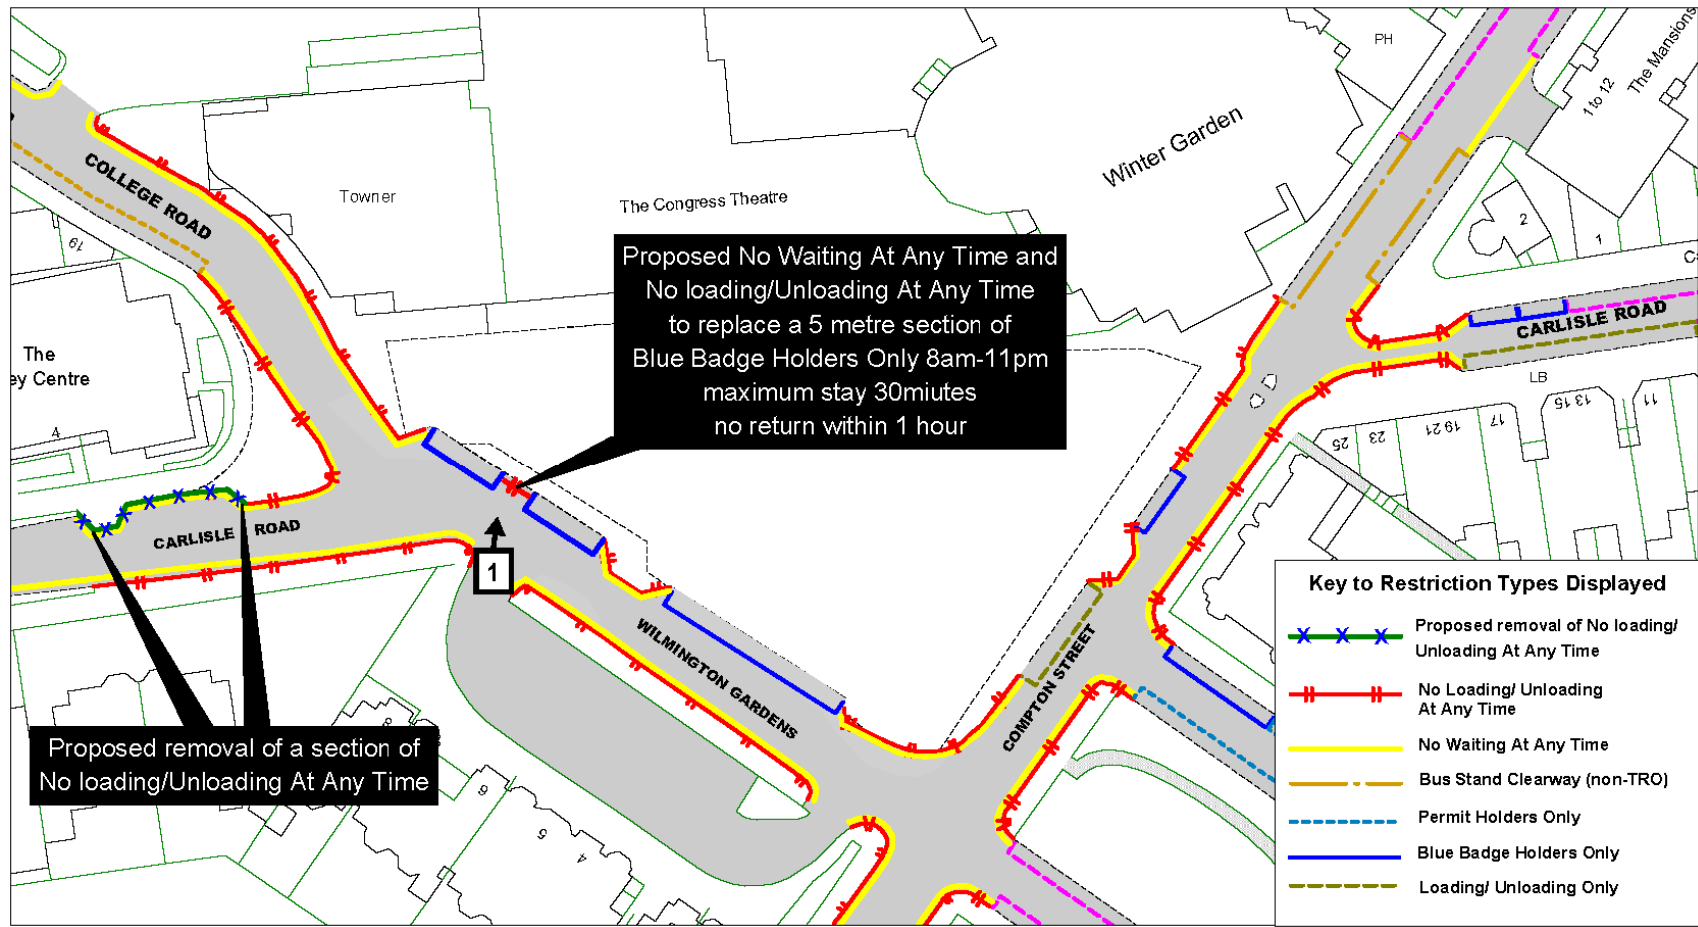 PH
The Mansions
1 to 12
Winter Garden
COLLEGE ROAD
Towner
The Congress Theatre
2
1
79
Proposed No Waiting At Any Time and
No loading/Unloading At Any Time
to replace a 5 metre section of
Blue Badge Holders Only 8am-11pm
maximum stay 30miutes
no return within 1 hour
CARLISLE ROAD
The
ey Centre
4
LB
25
23
19 21
17
13 15
11
CARLISLE ROAD
1
WILMINGTON GARDENS
COMPTON STREET
Proposed removal of a section of
No loading/Unloading At Any Time
6
5
4
Key to Restriction Types Displayed
Proposed removal of No loading/
Unloading At Any Time
No Loading/ Unloading
At Any Time
No Waiting At Any Time
Bus Stand Clearway (non-TRO)
Permit Holders Only
Blue Badge Holders Only
Loading/ Unloading Only